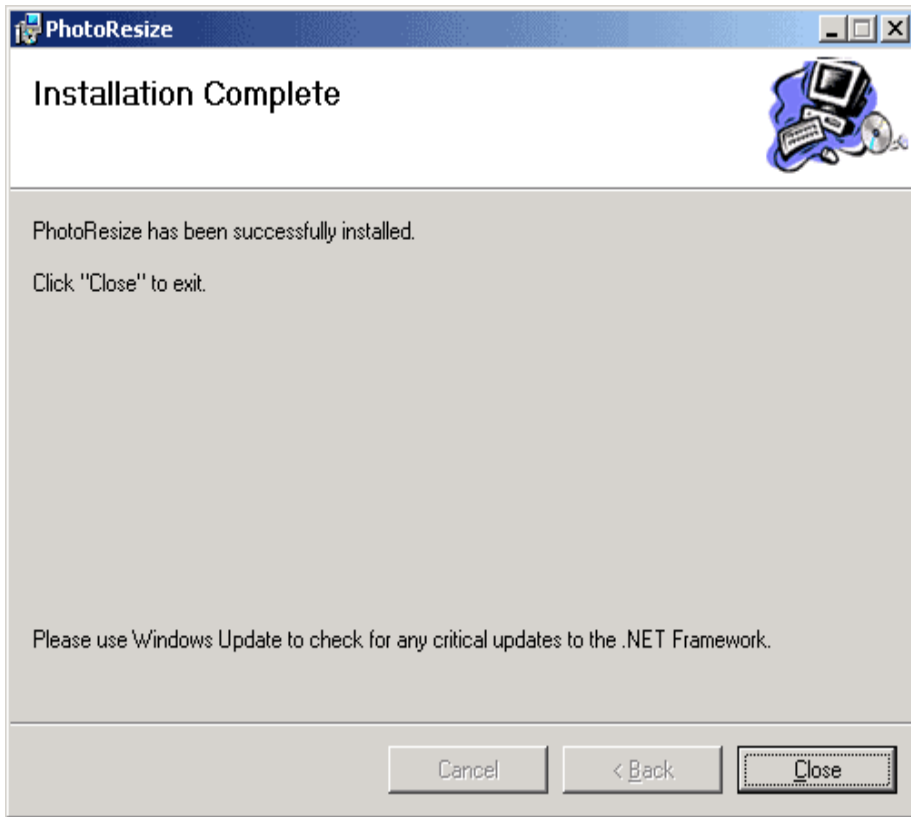 PhotoResize
Installation Complete
PhotoResize has been successfully installed.
Click "Close" to exit.
Please use Windows Update to check for any critical updates to the .NET Framework.
Cancel
< Back
Close